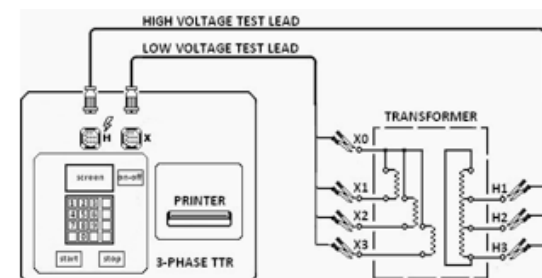 HIGH VOLTAGE TEST LEAD
LOW VOLTAGE TEST LEAD
H
X
screen
on-off
PRINTER
start
stop
3-PHASE TTR
TRANSFORMER
X0
X1
X2
X3
H1
H2
H3